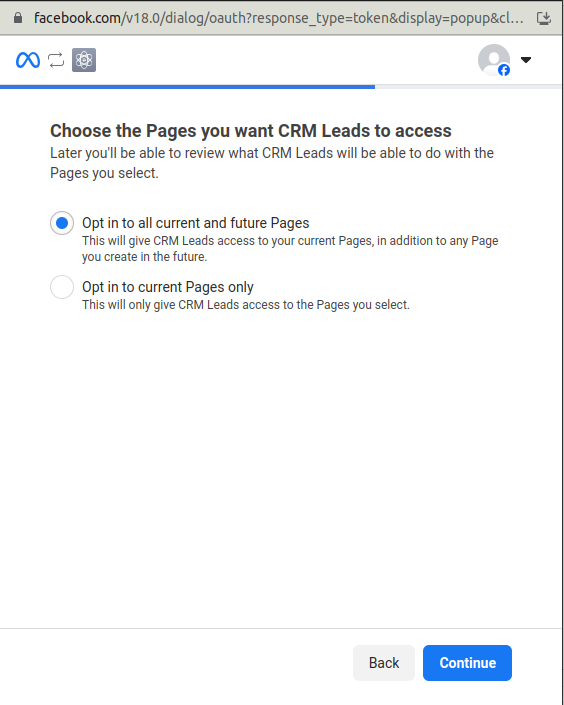 facebook.com/v18.0/dialog/oauth?response_type=token&display=popup&cl...
Choose the Pages you want CRM Leads to access
Later you'll be able to review what CRM Leads will be able to do with the
Pages you select.
Opt in to all current and future Pages
This will give CRM Leads access to your current Pages, in addition to any Page
you create in the future.
Opt in to current Pages only
This will only give CRM Leads access to the Pages you select.
Back
Continue